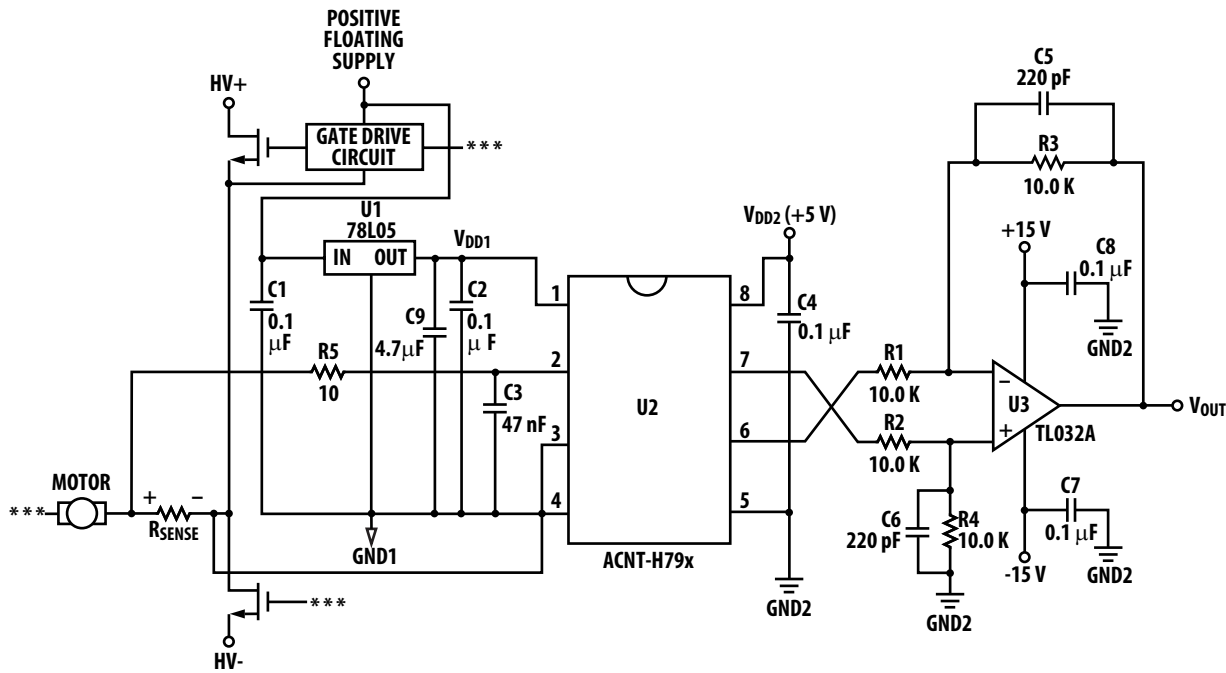 POSITIVE
FLOATING
SUPPLY
HV+
GATE DRIVE
CIRCUIT
***
U1
78L05
IN OUT
VDD1
C1
0.1
μF
C9
4.7μF
C2
0.1
μ F
R5
10
C3
47 nF
MOTOR
***
+ −
RSENSE
GND1
***
HV-
1
2
3
4
8
7
6
5
U2
ACNT-H79x
VDD2 (+5 V)
C4
0.1 μF
GND2
R1
10.0 K
R2
10.0 K
C5
220 pF
R3
10.0 K
+15 V
C8
0.1 μF
GND2
−
+
U3
TL032A
VOUT
C6
220 pF
R4
10.0 K
GND2
C7
0.1 μF
-15 V
GND2